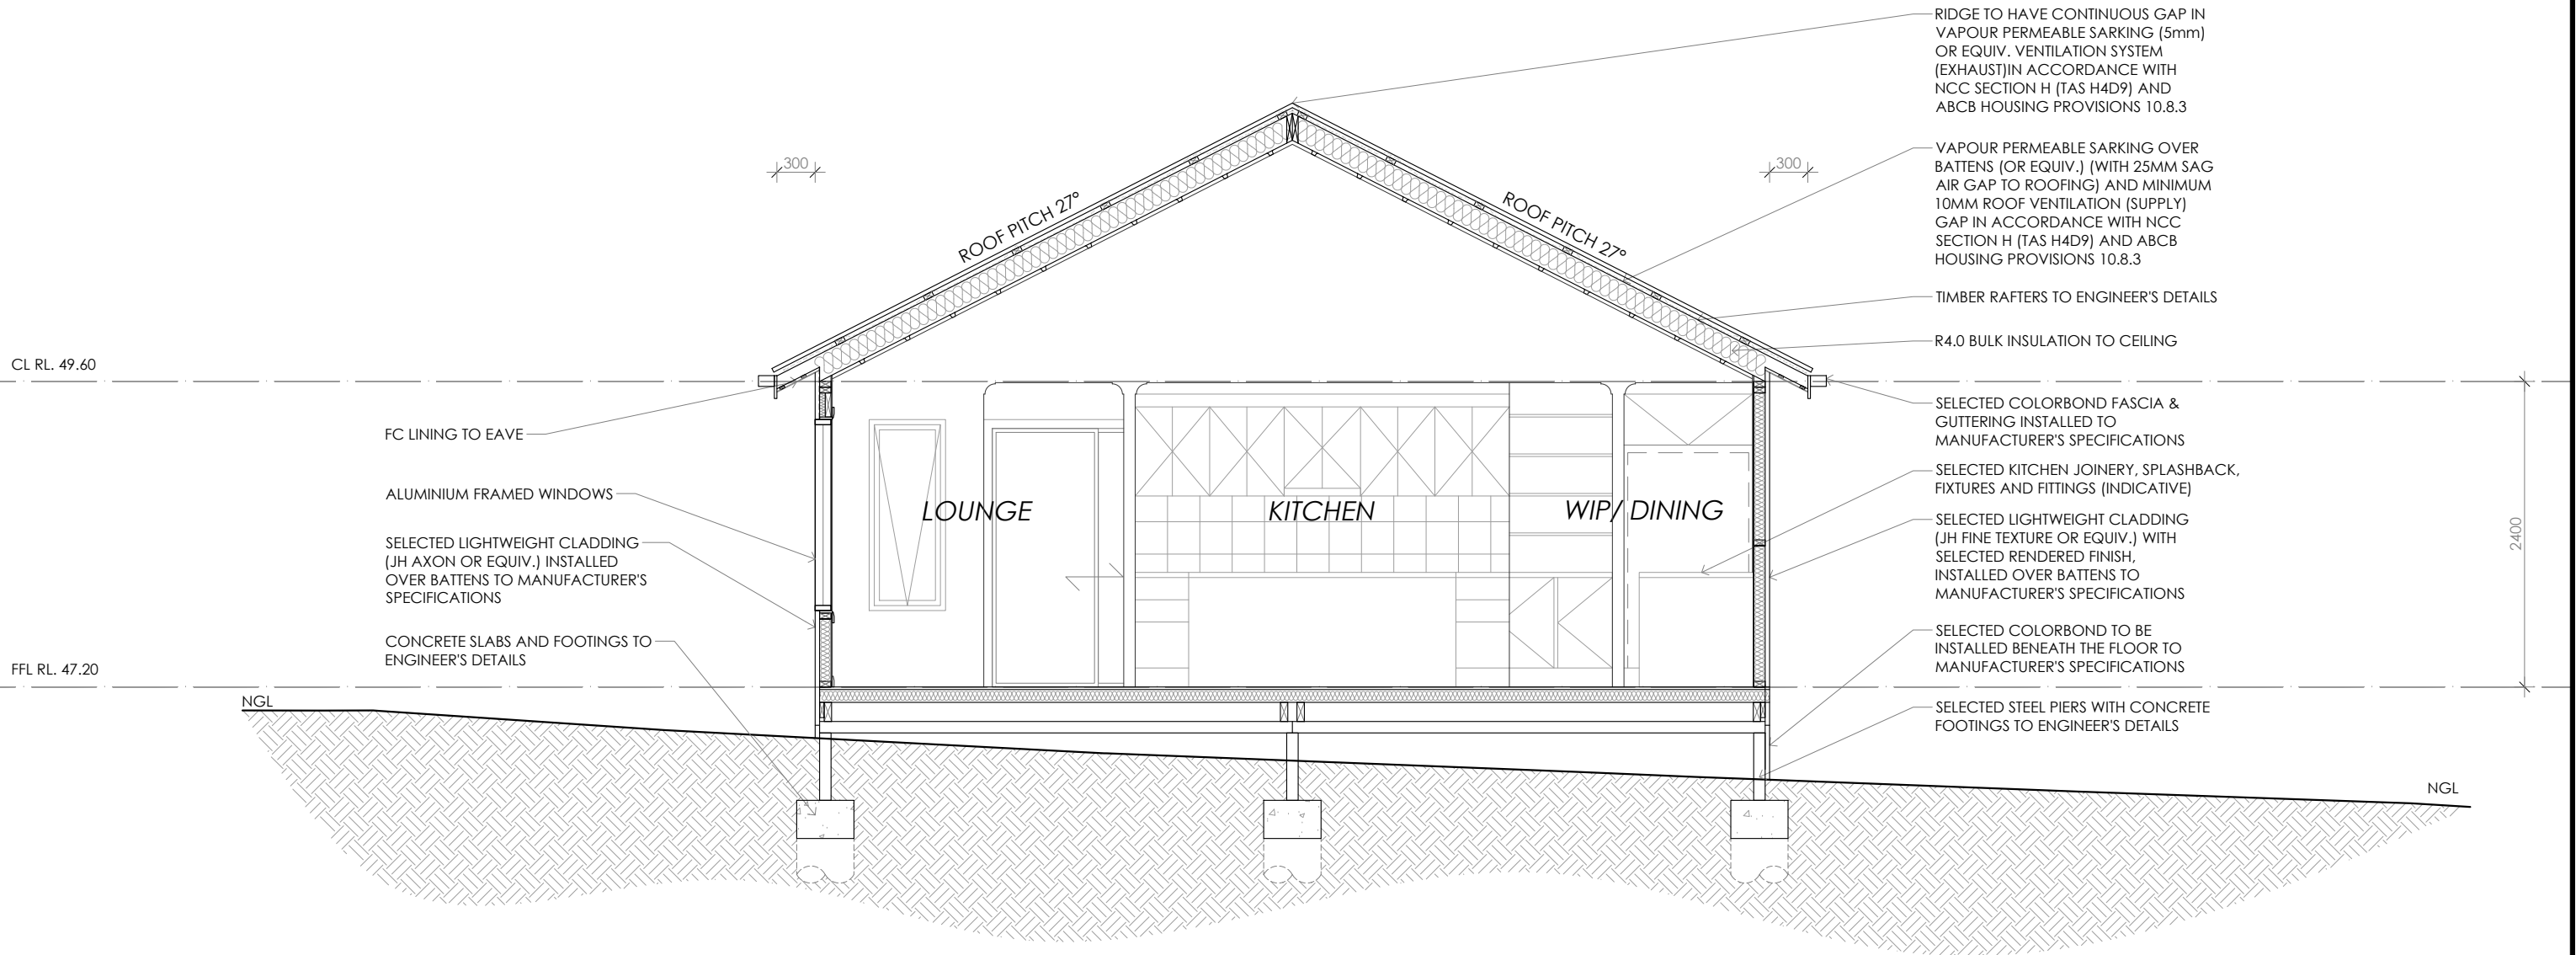 RIDGE TO HAVE CONTINUOUS GAP IN
VAPOUR PERMEABLE SARKING (5mm)
OR EQUIV. VENTILATION SYSTEM
(EXHAUST)IN ACCORDANCE WITH
NCC SECTION H (TAS H4D9) AND
ABCB HOUSING PROVISIONS 10.8.3
300
300
VAPOUR PERMEABLE SARKING OVER
BATTENS (OR EQUIV.) (WITH 25MM SAG
AIR GAP TO ROOFING) AND MINIMUM
10MM ROOF VENTILATION (SUPPLY)
GAP IN ACCORDANCE WITH NCC
SECTION H (TAS H4D9) AND ABCB
HOUSING PROVISIONS 10.8.3
ROOF PITCH 27°
ROOF PITCH 27°
TIMBER RAFTERS TO ENGINEER'S DETAILS
R4.0 BULK INSULATION TO CEILING
CL RL. 49.60
FC LINING TO EAVE
SELECTED COLORBOND FASCIA &
GUTTERING INSTALLED TO
MANUFACTURER'S SPECIFICATIONS
ALUMINIUM FRAMED WINDOWS
SELECTED KITCHEN JOINERY, SPLASHBACK,
FIXTURES AND FITTINGS (INDICATIVE)
LOUNGE
KITCHEN
WIP/ DINING
2400
SELECTED LIGHTWEIGHT CLADDING
(JH AXON OR EQUIV.) INSTALLED
OVER BATTENS TO MANUFACTURER'S
SPECIFICATIONS
SELECTED LIGHTWEIGHT CLADDING
(JH FINE TEXTURE OR EQUIV.) WITH
SELECTED RENDERED FINISH,
INSTALLED OVER BATTENS TO
MANUFACTURER'S SPECIFICATIONS
CONCRETE SLABS AND FOOTINGS TO
ENGINEER'S DETAILS
SELECTED COLORBOND TO BE
INSTALLED BENEATH THE FLOOR TO
MANUFACTURER'S SPECIFICATIONS
FFL RL. 47.20
NGL
SELECTED STEEL PIERS WITH CONCRETE
FOOTINGS TO ENGINEER'S DETAILS
NGL